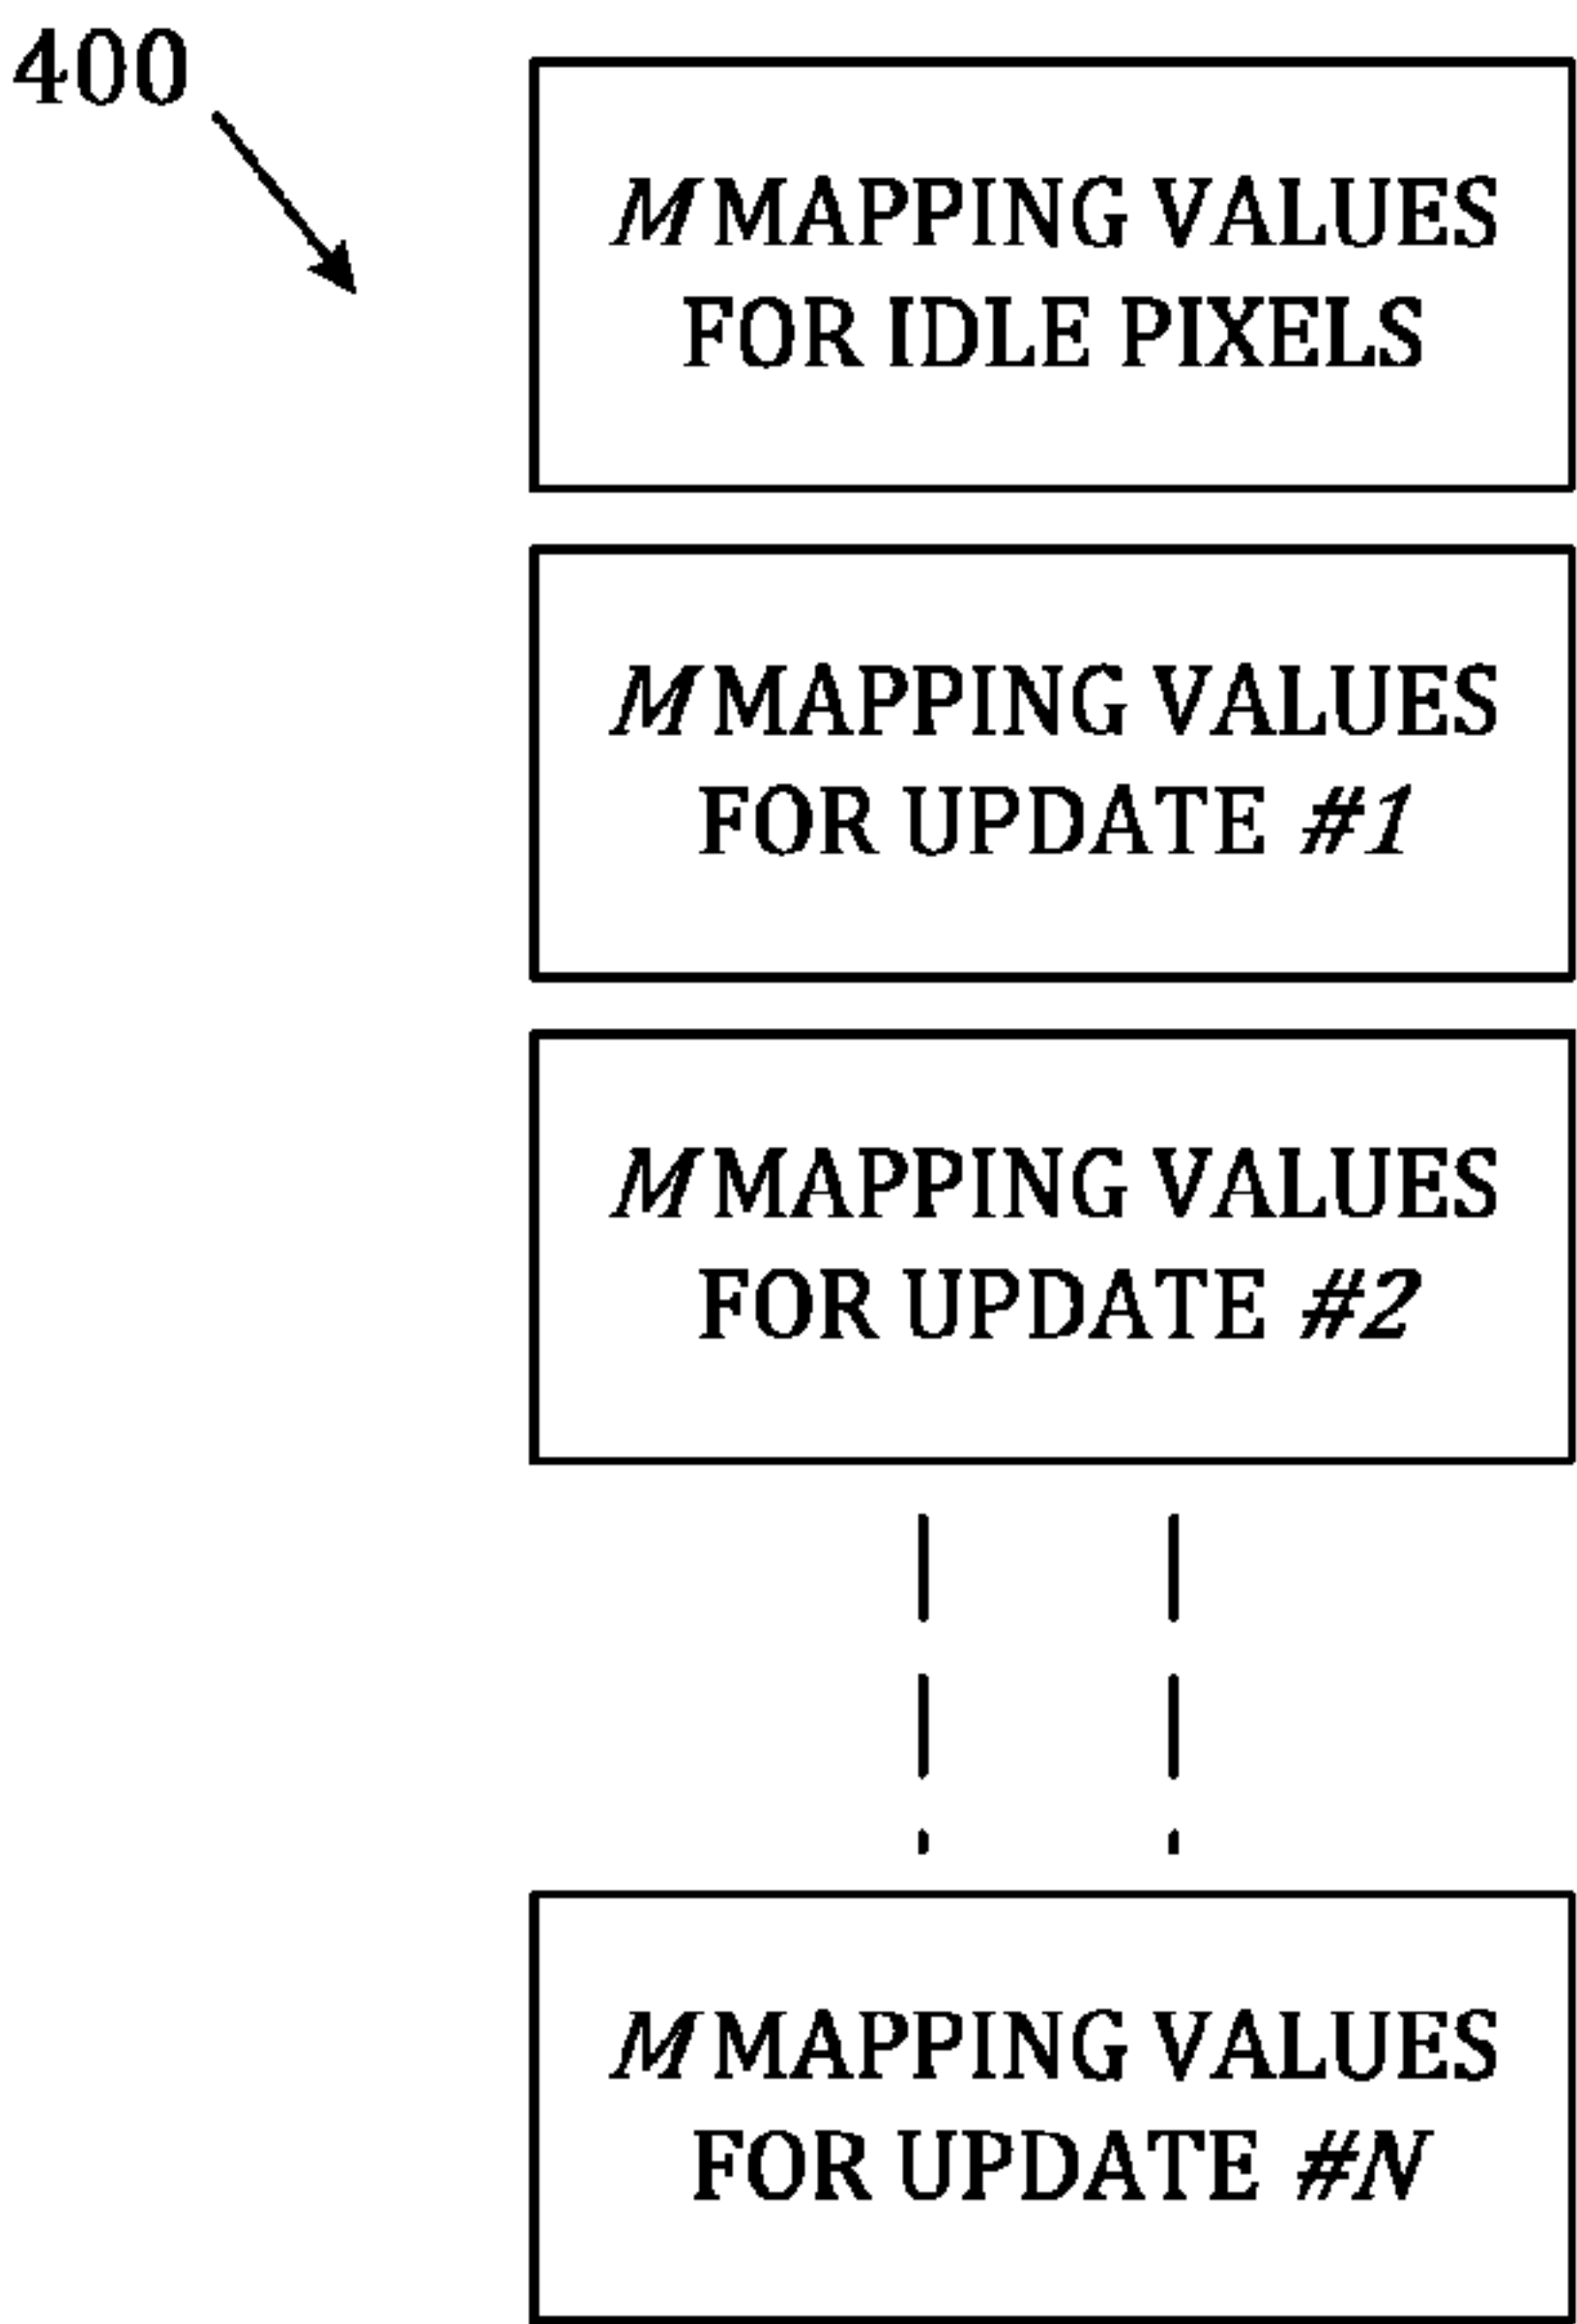 400
M MAPPING VALUES
FOR IDLE PIXELS
M MAPPING VALUES
FOR UPDATE #1
M MAPPING VALUES
FOR UPDATE #2
M MAPPING VALUES
FOR UPDATE #N